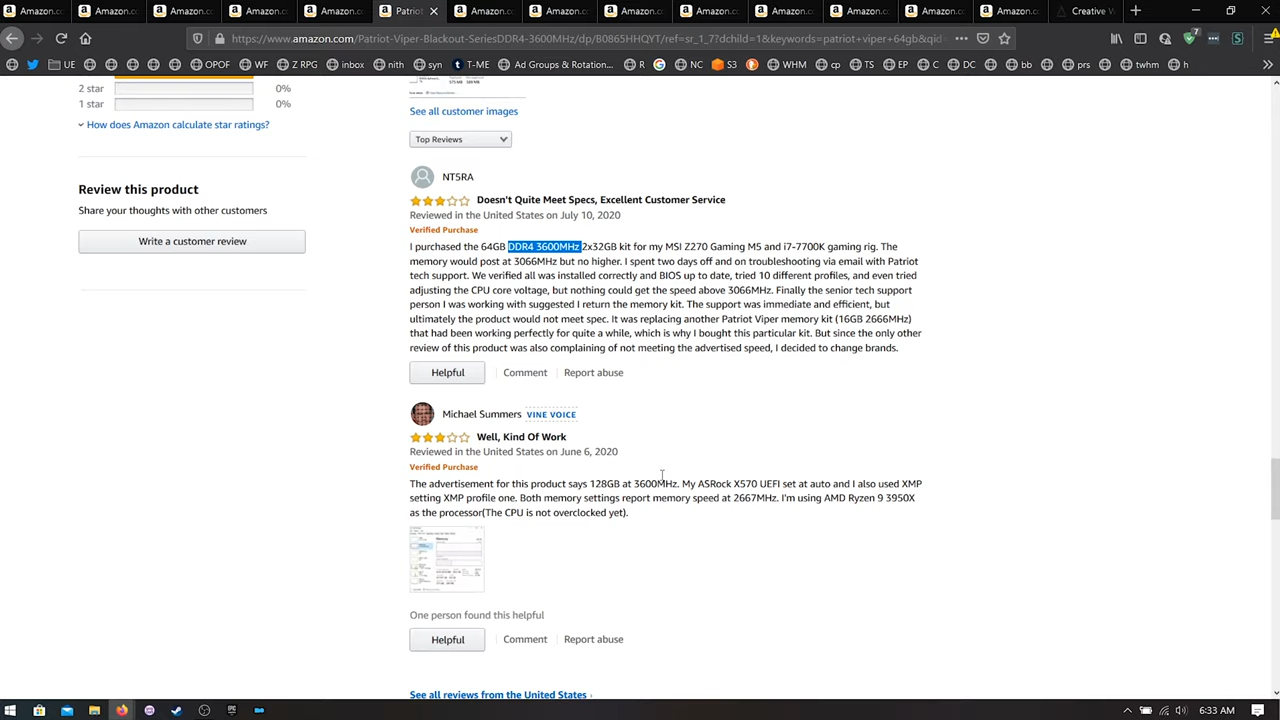 Amazon.co
Amazon.
Amazon.c
Amazon.c
Amazon.c
Patriot
Amazon.
Amazon.
Amazon.
Amazon.
Amazon.
Amazon.
Amazon.
Amazon.c
Creative V
https://www.amazon.com/Patriot-Viper-Blackout-SeriesDDR4-3600MHz/dp/B0865HHQYT/ref=sr_1_7?dchild=1&keywords=patriot+viper+64gb&qid
UE
OF
WF
Z RPG
inbox
nith
syn
T-ME
Ad Groups & Rotation...
R
NC
S3
WHM
cp
TS
EP
C
DC
bb
prs
twhm
h
2 star
0%
1 star
0%
How does Amazon calculate star ratings?
Review this product
Share your thoughts with other customers
Write a customer review
See all customer images
Top Reviews
NT5RA
Doesn't Quite Meet Specs, Excellent Customer Service
Reviewed in the United States on July 10, 2020
Verified Purchase
I purchased the 64GB DDR4 3600MHz 2x32GB kit for my MSI Z270 Gaming M5 and i7-7700K gaming rig. The
memory would post at 3066MHz but no higher. I spent two days off and on troubleshooting via email with Patriot
tech support. We verified all was installed correctly and BIOS up to date, tried 10 different profiles, and even tried
adjusting the CPU core voltage, but nothing could get the speed above 3066MHz. Finally the senior tech support
person I was working with suggested I return the memory kit. The support was immediate and efficient, but
ultimately the product would not meet spec. It was replacing another Patriot Viper memory kit (16GB 2666MHz)
that had been working perfectly for quite a while, which is why I bought this particular kit. But since the only other
review of this product was also complaining of not meeting the advertised speed, I decided to change brands.
Helpful
Comment
Report abuse
Michael Summers VINE VOICE
Well, Kind Of Work
Reviewed in the United States on June 6, 2020
Verified Purchase
The advertisement for this product says 128GB at 3600MHz. My ASRock X570 UEFI set at auto and I also used XMP
setting XMP profile one. Both memory settings report memory speed at 2667MHz. I'm using AMD Ryzen 9 3950X
as the processor(The CPU is not overclocked yet).
One person found this helpful
Helpful
Comment
Report abuse
See all reviews from the United States ›
6:33 AM